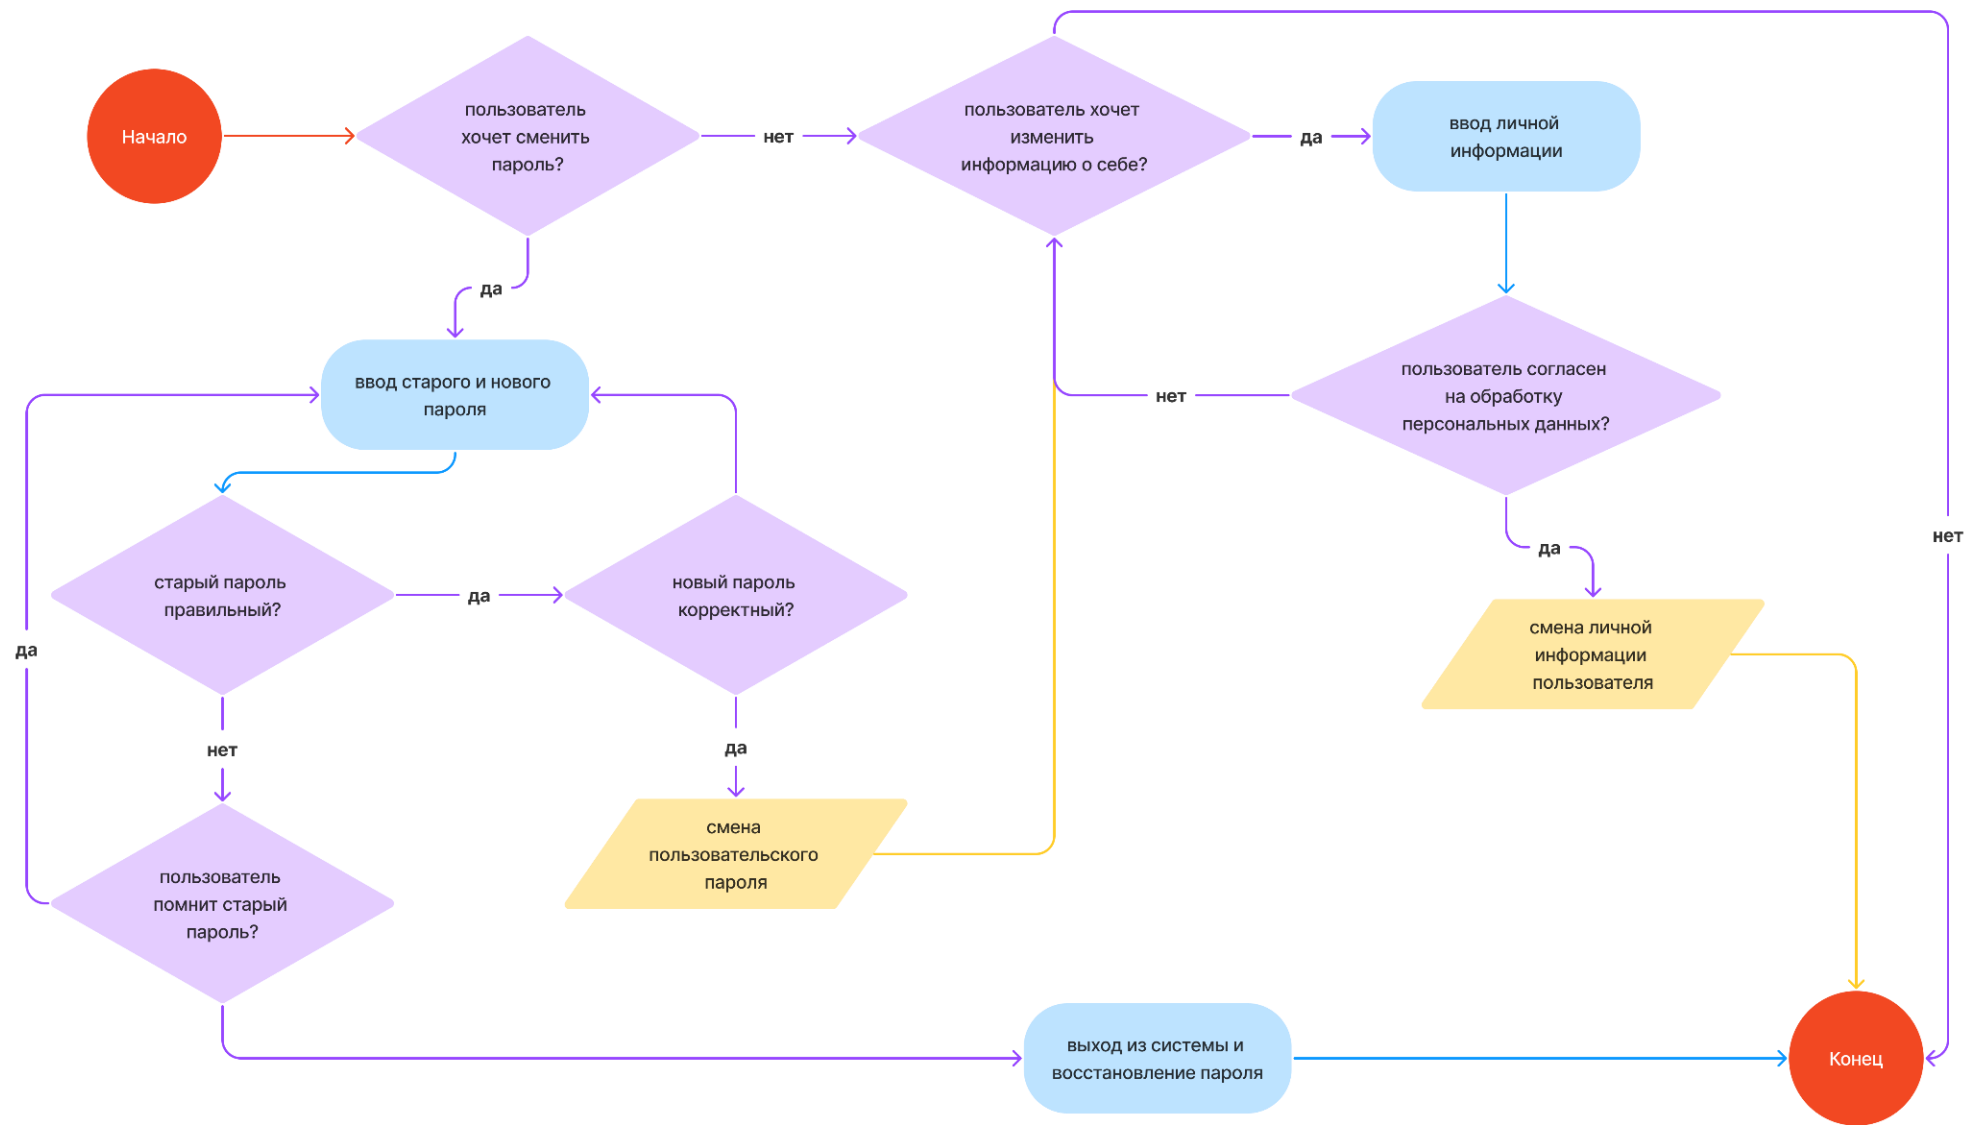 Начало
пользователь
хочет сменить
пароль?
нет
пользователь хочет
изменить
информацию о себе?
да
ввод личной
информации
да
ввод старого и нового
пароля
пользователь согласен
на обработку
персональных данных?
нет
нет
да
старый пароль
правильный?
да
новый пароль
корректный?
да
смена личной
информации
пользователя
нет
да
смена
пользовательского
пароля
пользователь
помнит старый
пароль?
выход из системы и
восстановление пароля
Конец